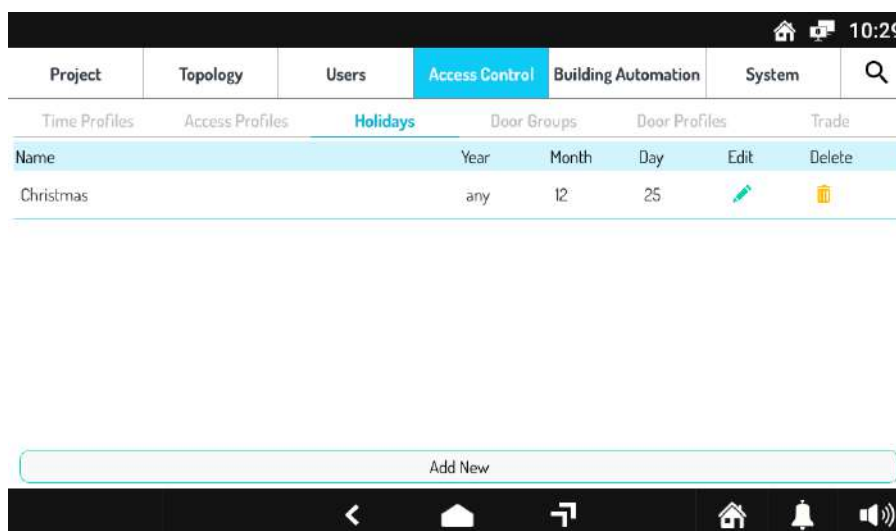 10:29
Project Topology Users Access Control Building Automation System
Time Profiles Access Profiles Holidays Door Groups Door Profiles Trade
Name Year Month Day Edit Delete
Christmas any 12 25
Add New